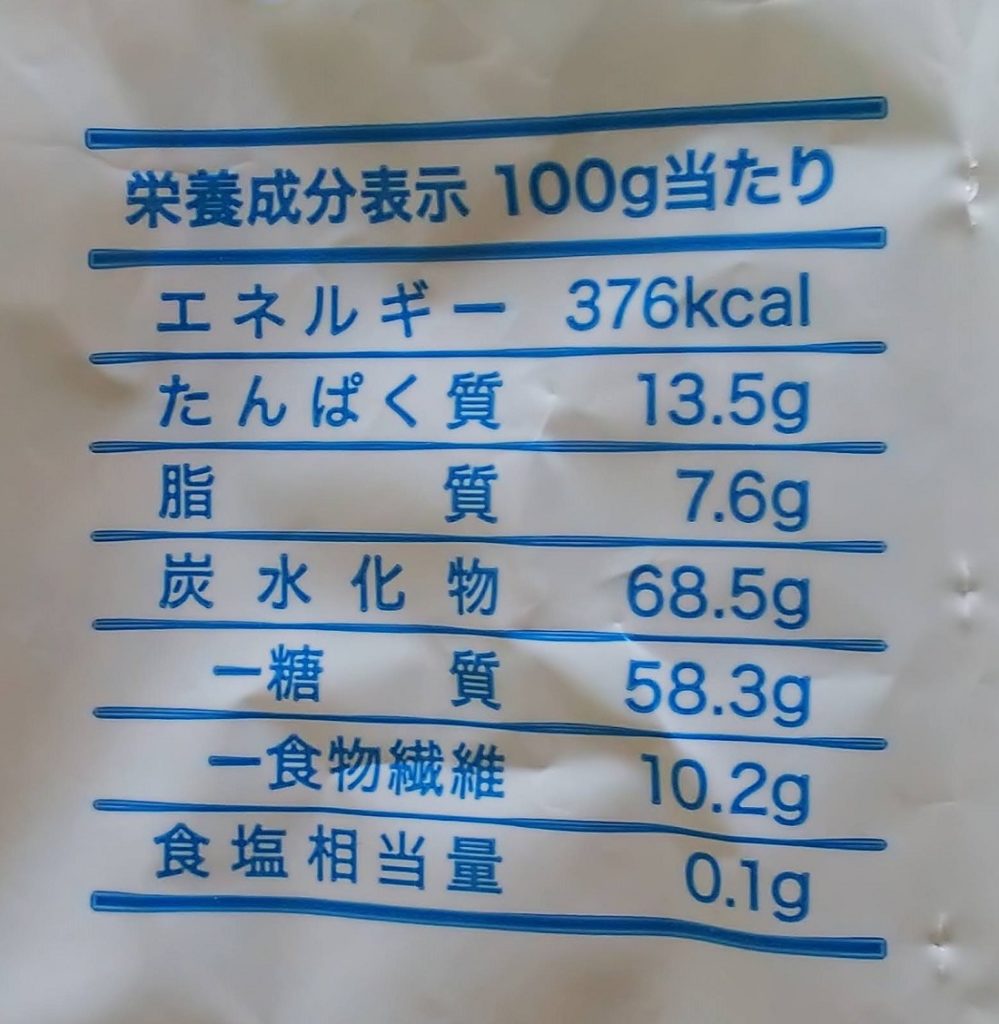 栄養成分表示 100g当たり
エネルギー 376kcal
たんぱく質 13.5g
脂質 7.6g
炭水化物 68.5g
ー糖質 58.3g
ー食物繊維 10.2g
食塩相当量 0.1g